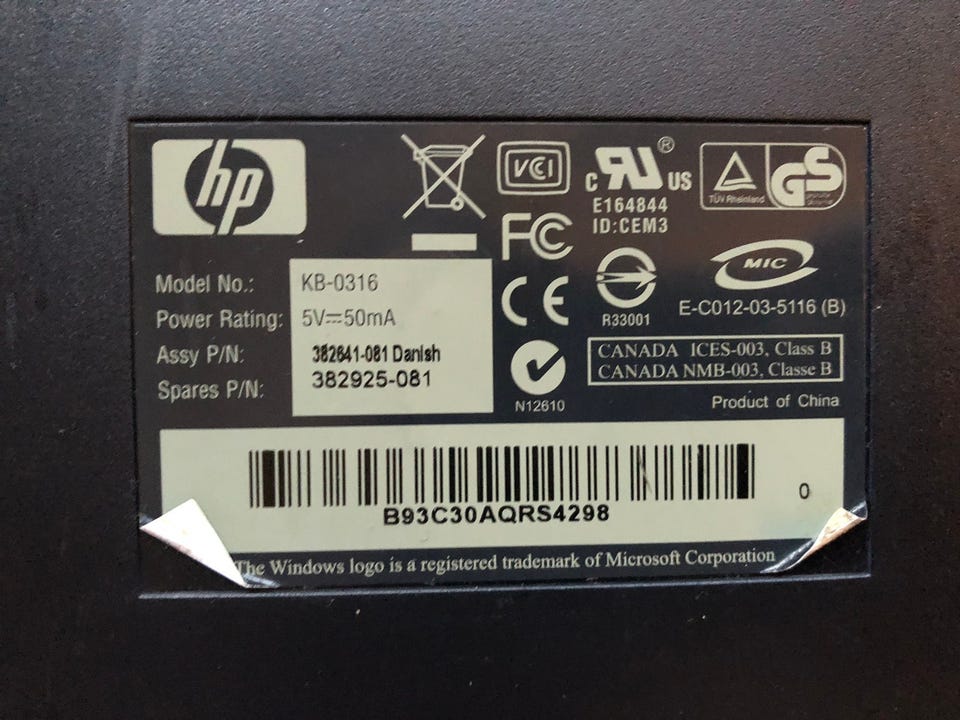 hp
Model No.: KB-0316
Power Rating: 5V⎓50mA
Assy P/N: 382641-081 Danish
Spares P/N: 382925-081
VCI
FC
CE
N12610
c RU US ®
E164844
ID:CEM3
R33001
TÜV Rheinland
GS
MIC
E-C012-03-5116 (B)
CANADA ICES-003, Class B
CANADA NMB-003, Classe B
Product of China
B93C30AQRS4298
0
The Windows logo is a registered trademark of Microsoft Corporation